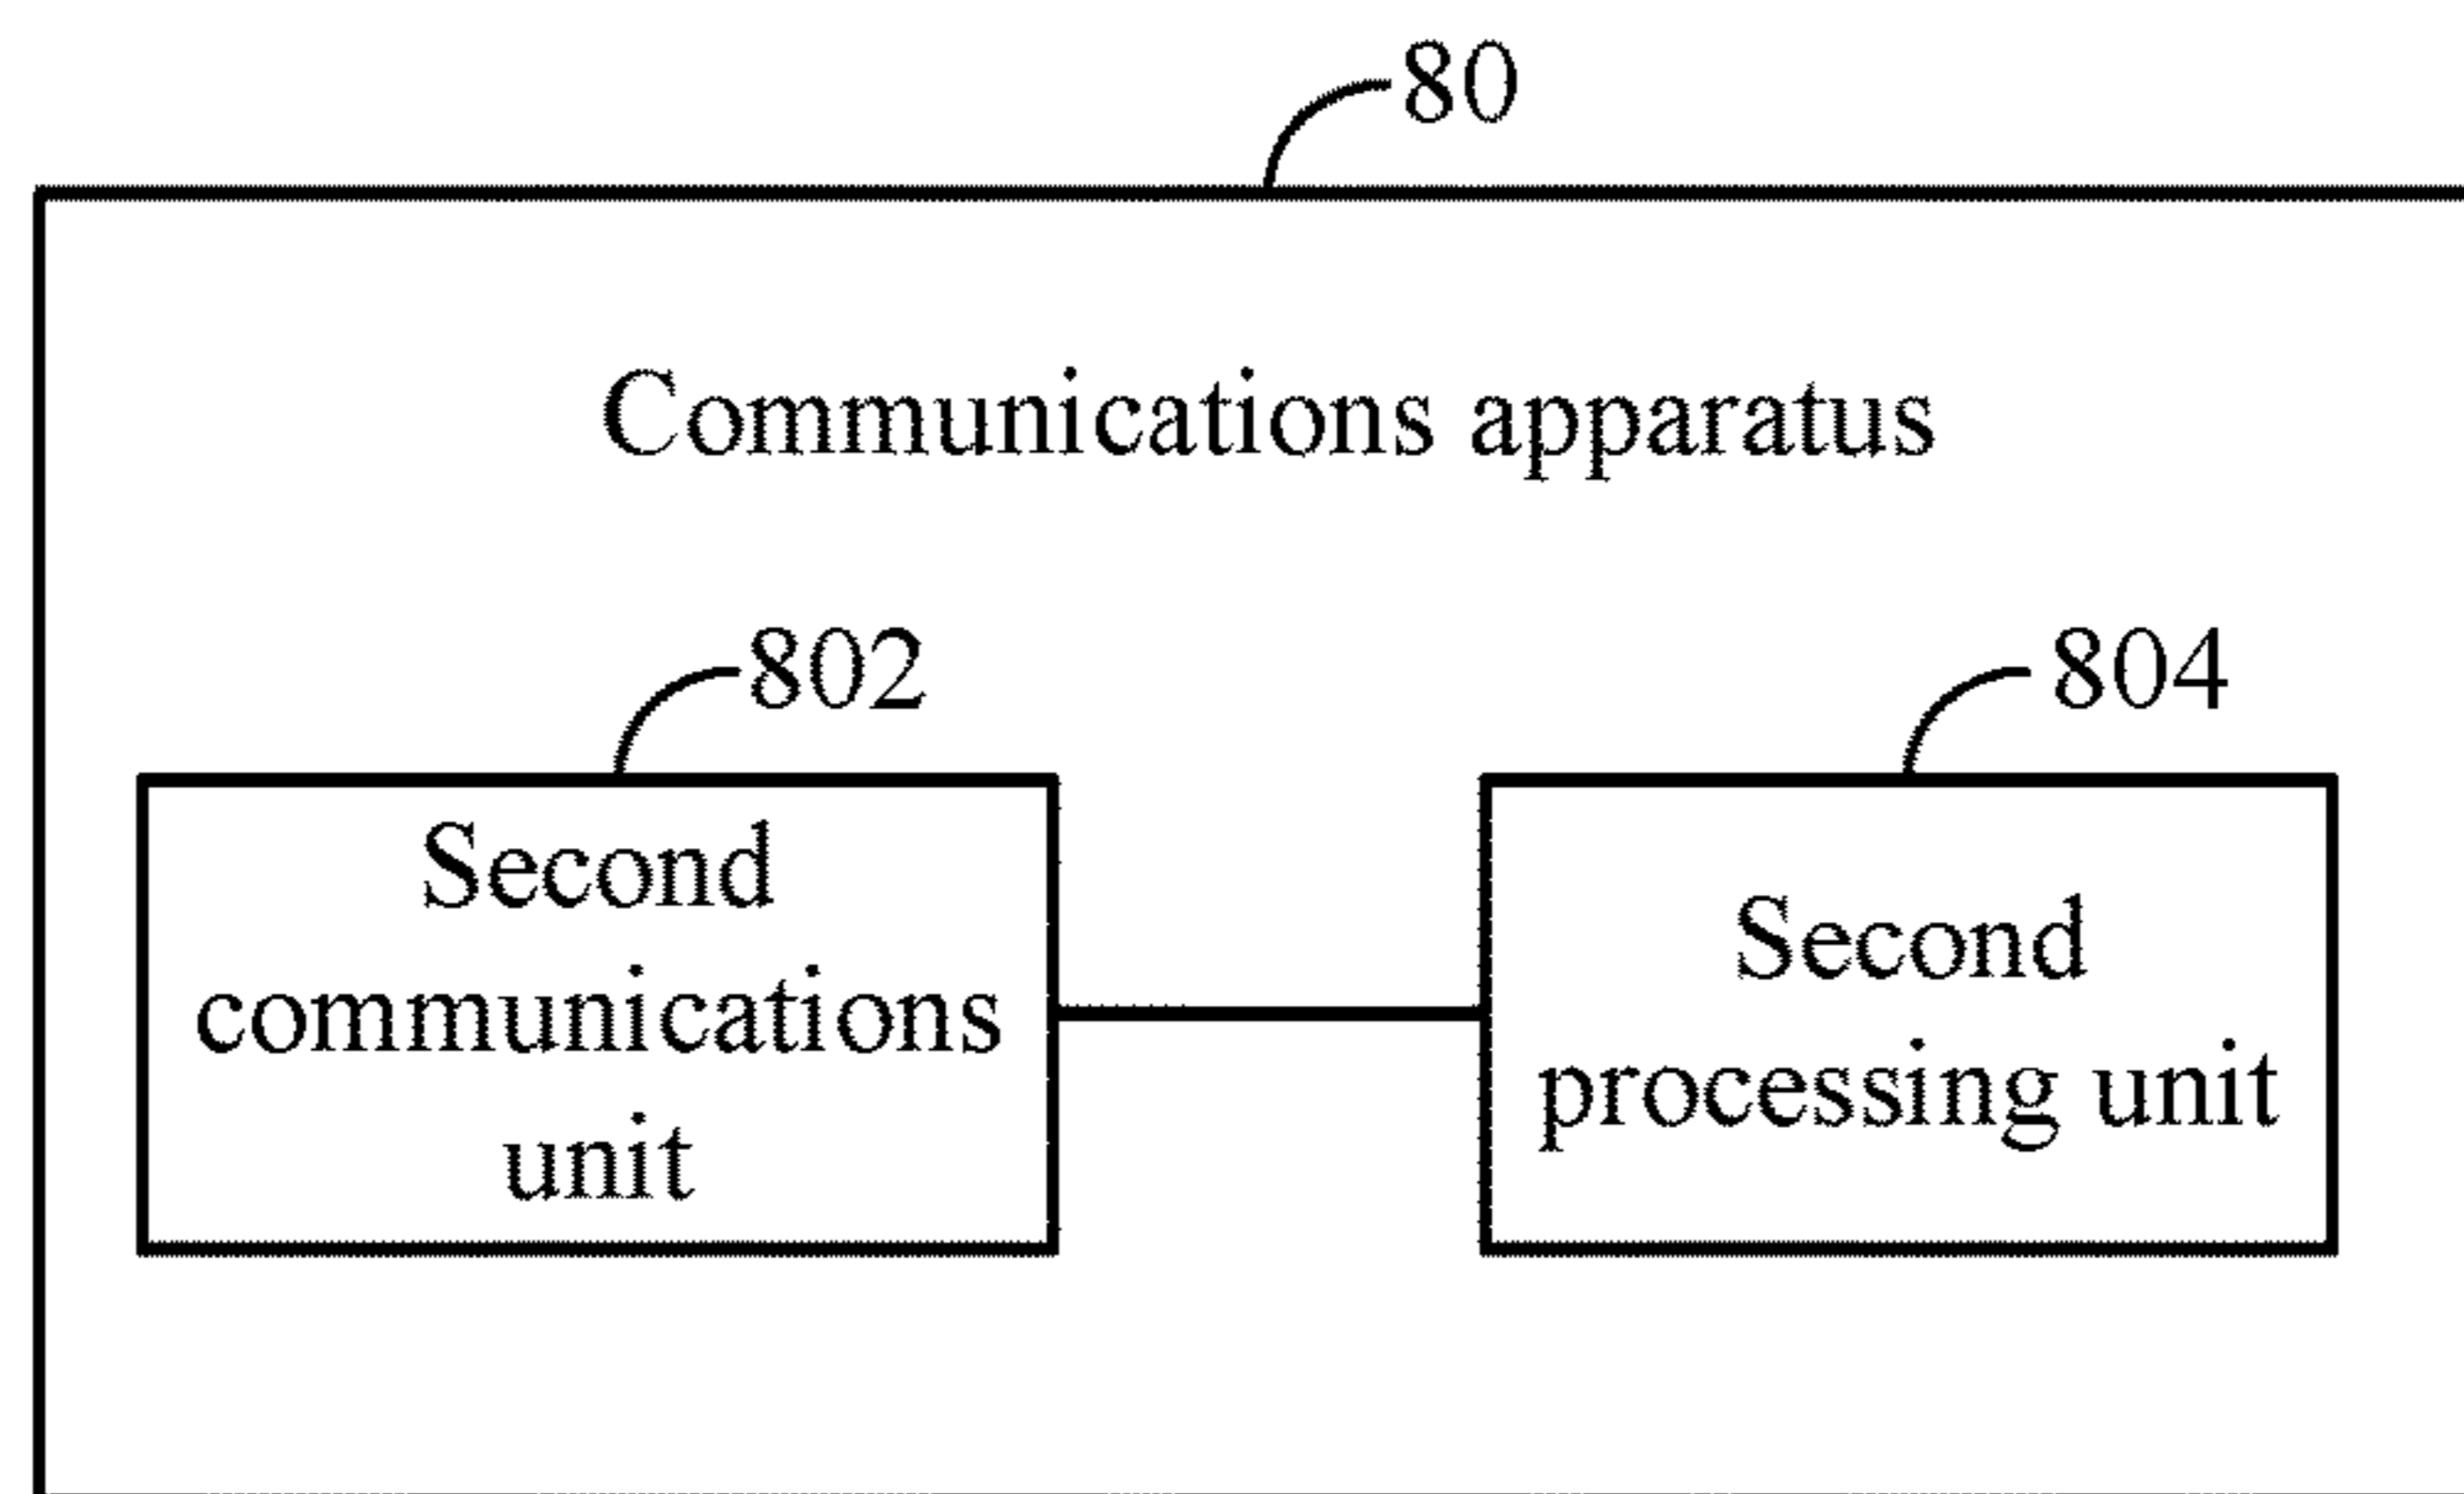 80
Communications apparatus
802
804
Second
communications
unit
Second
processing unit